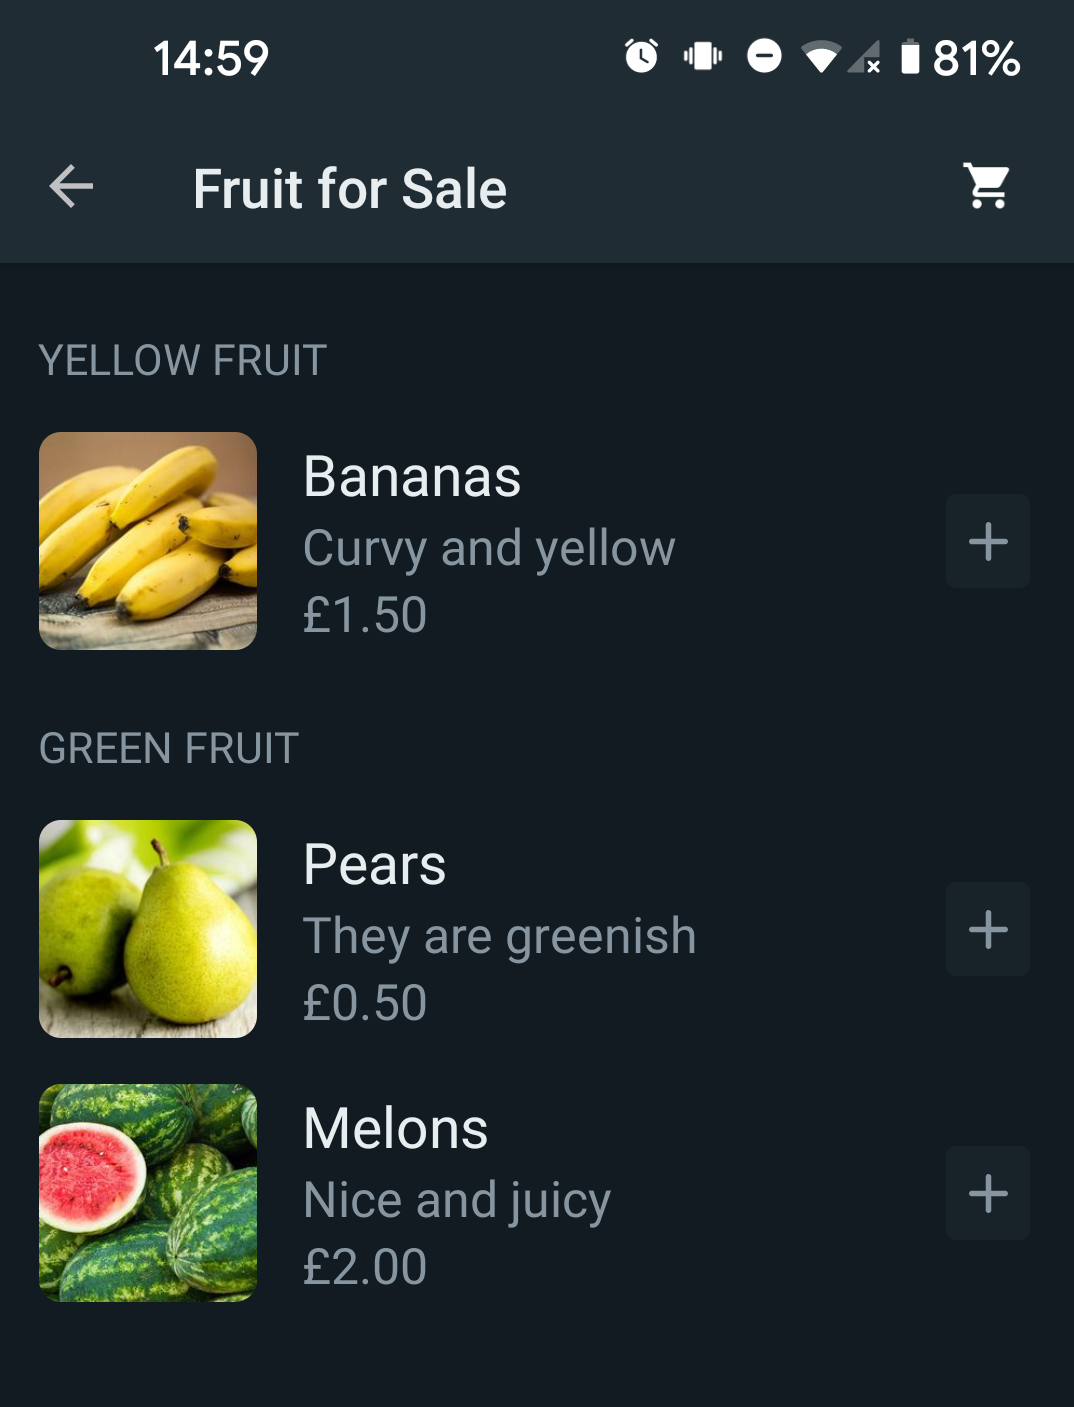 14:59 81%
Fruit for Sale
YELLOW FRUIT
Bananas
Curvy and yellow
£1.50
GREEN FRUIT
Pears
They are greenish
£0.50
Melons
Nice and juicy
£2.00